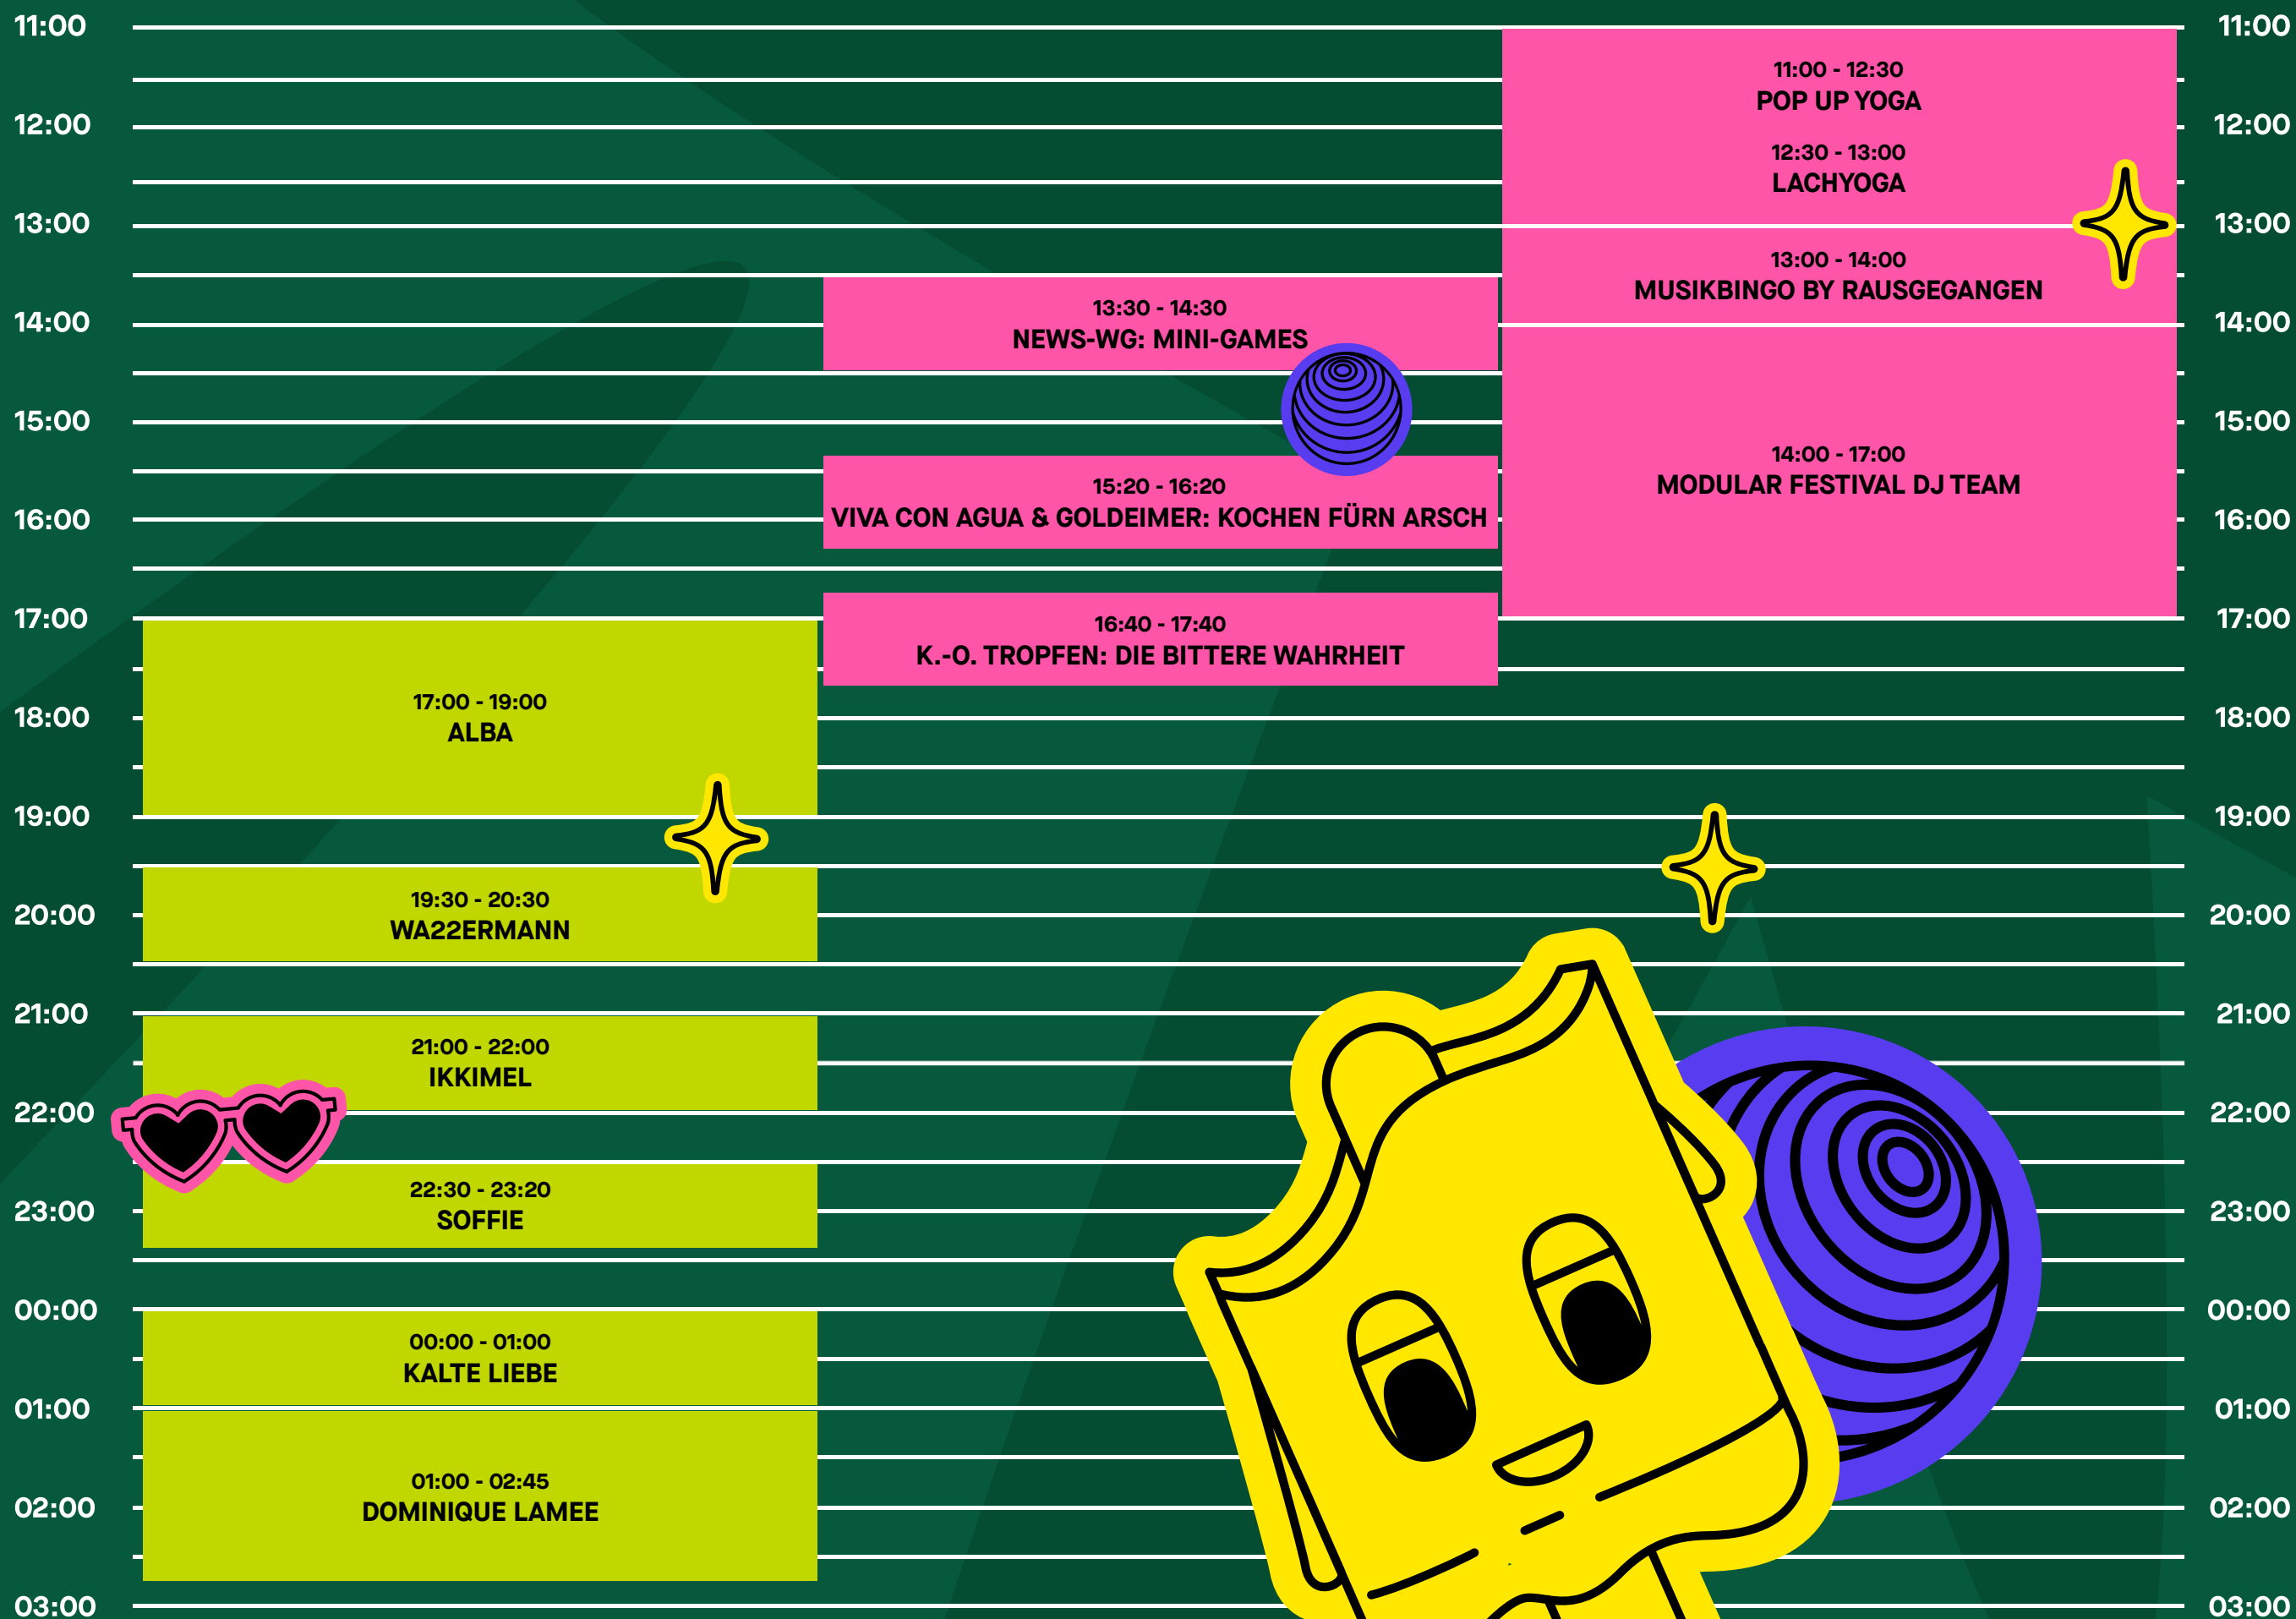 11:00
12:00
13:00
14:00
15:00
16:00
17:00
18:00
19:00
20:00
21:00
22:00
23:00
00:00
01:00
02:00
03:00
17:00 - 19:00
ALBA
19:30 - 20:30
WA22ERMANN
21:00 - 22:00
IKKIMEL
22:30 - 23:20
SOFFIE
00:00 - 01:00
KALTE LIEBE
01:00 - 02:45
DOMINIQUE LAMEE
13:30 - 14:30
NEWS-WG: MINI-GAMES
15:20 - 16:20
VIVA CON AGUA & GOLDEIMER: KOCHEN FÜRN ARSCH
16:40 - 17:40
K.-O. TROPFEN: DIE BITTERE WAHRHEIT
11:00 - 12:30
POP UP YOGA
12:30 - 13:00
LACHYOGA
13:00 - 14:00
MUSIKBINGO BY RAUSGEGANGEN
14:00 - 17:00
MODULAR FESTIVAL DJ TEAM
11:00
12:00
13:00
14:00
15:00
16:00
17:00
18:00
19:00
20:00
21:00
22:00
23:00
00:00
01:00
02:00
03:00